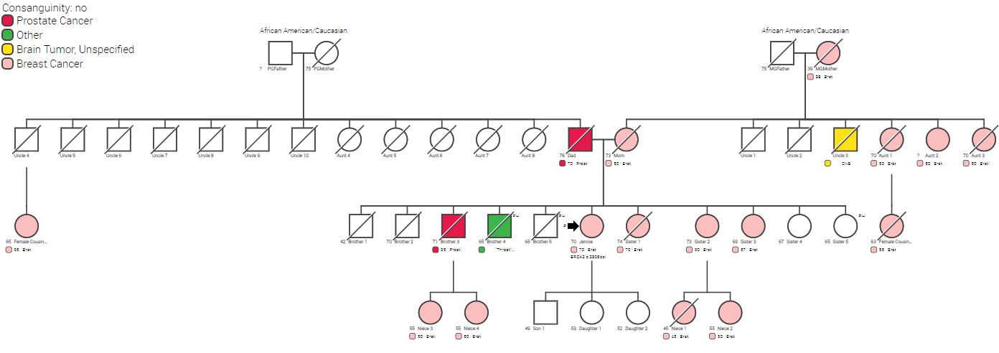 Consanguinity: no
Prostate Cancer
Other
Brain Tumor, Unspecified
Breast Cancer
African American/Caucasian
African American/Caucasian
? PGFather
75 PGMother
75 MGFather
39 MGMother
39 Brst
Uncle 4
Uncle 5
Uncle 6
Uncle 7
Uncle 8
Uncle 9
Uncle 10
Aunt 4
Aunt 5
Aunt 6
Aunt 7
Aunt 8
76 Dad
73 Mom
Uncle 1
Uncle 2
Uncle 3
70 Aunt 1
? Aunt 2
70 Aunt 3
70 Prost
50 Brst
CNS
50 Brst
50 Brst
50 Brst
PH
PH
P
PH
65 Female Cousin...
42 Brother 1
70 Brother 2
71 Brother 3
65 Brother 4
65 Brother 5
70 Jennie
74 Sister 1
73 Sister 2
69 Sister 3
67 Sister 4
65 Sister 5
63 Female Cousin...
Prost
"Throat"..
70 Brst
70 Brst
Brst
57 Brst
Brst
Brst
55 Niece 3
55 Niece 4
49 Son 1
53 Daughter 1
52 Daughter 2
45 Niece 1
55 Niece 2
50 Brst
50 Brst
45 Brst
50 Brst